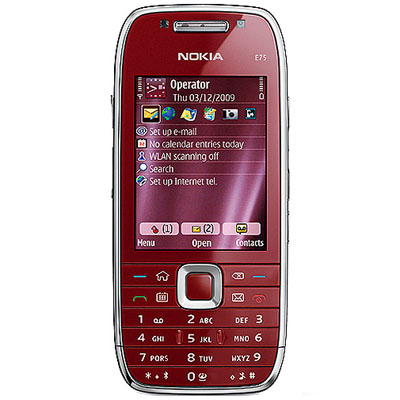 NOKIA E75
Operator
Thu 03/12/2009
Set up e-mail
No calendar entries today
WLAN scanning off
Search
Set up Internet tel.
(1) (2)
Menu Open Contacts
1 2 ABC DEF 3
4 GHI 5 JKL MNO 6
7 PQRS 8 TUV WXYZ 9
* + 0 #